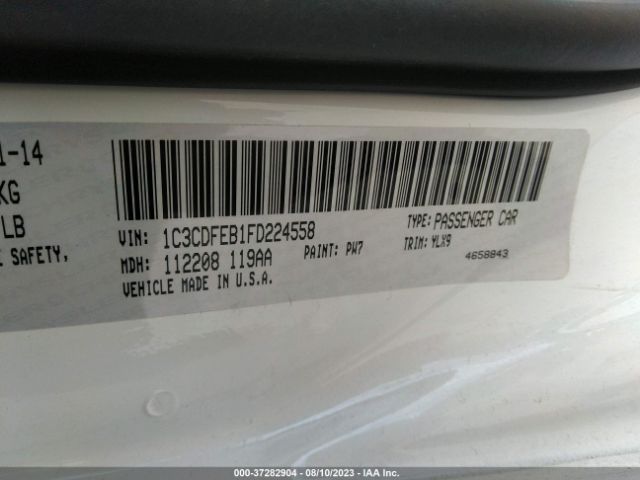 1-14
KG
LB
SAFETY,
VIN: 1C3CDFEB1FD224558
TYPE: PASSENGER CAR
MDH: 112208 119AA
PAINT: PW7
TRIM: YLX9
VEHICLE MADE IN U.S.A.
4658843
000-37282904 - 08/10/2023 - IAA Inc.